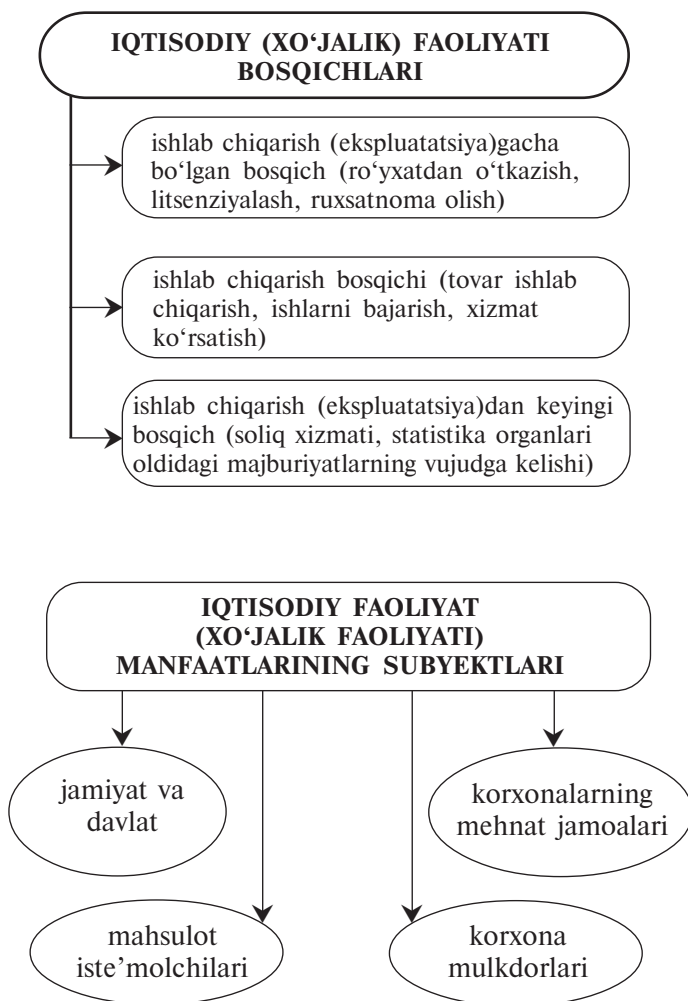 IQTISODIY (XO‘JALIK) FAOLIYATI
BOSQICHLARI
ishlab chiqarish (ekspluatatsiya)gacha
bo‘lgan bosqich (ro‘yxatdan o‘tkazish,
litsenziyalash, ruxsatnoma olish)
ishlab chiqarish bosqichi (tovar ishlab
chiqarish, ishlarni bajarish, xizmat
ko‘rsatish)
ishlab chiqarish (ekspluatatsiya)dan keyingi
bosqich (soliq xizmati, statistika organlari
oldidagi majburiyatlarning vujudga kelishi)
IQTISODIY FAOLIYAT
(XO‘JALIK FAOLIYATI)
MANFAATLARINING SUBYEKTLARI
jamiyat va
davlat
korxonalarning
mehnat jamoalari
mahsulot
iste’molchilari
korxona
mulkdorlari